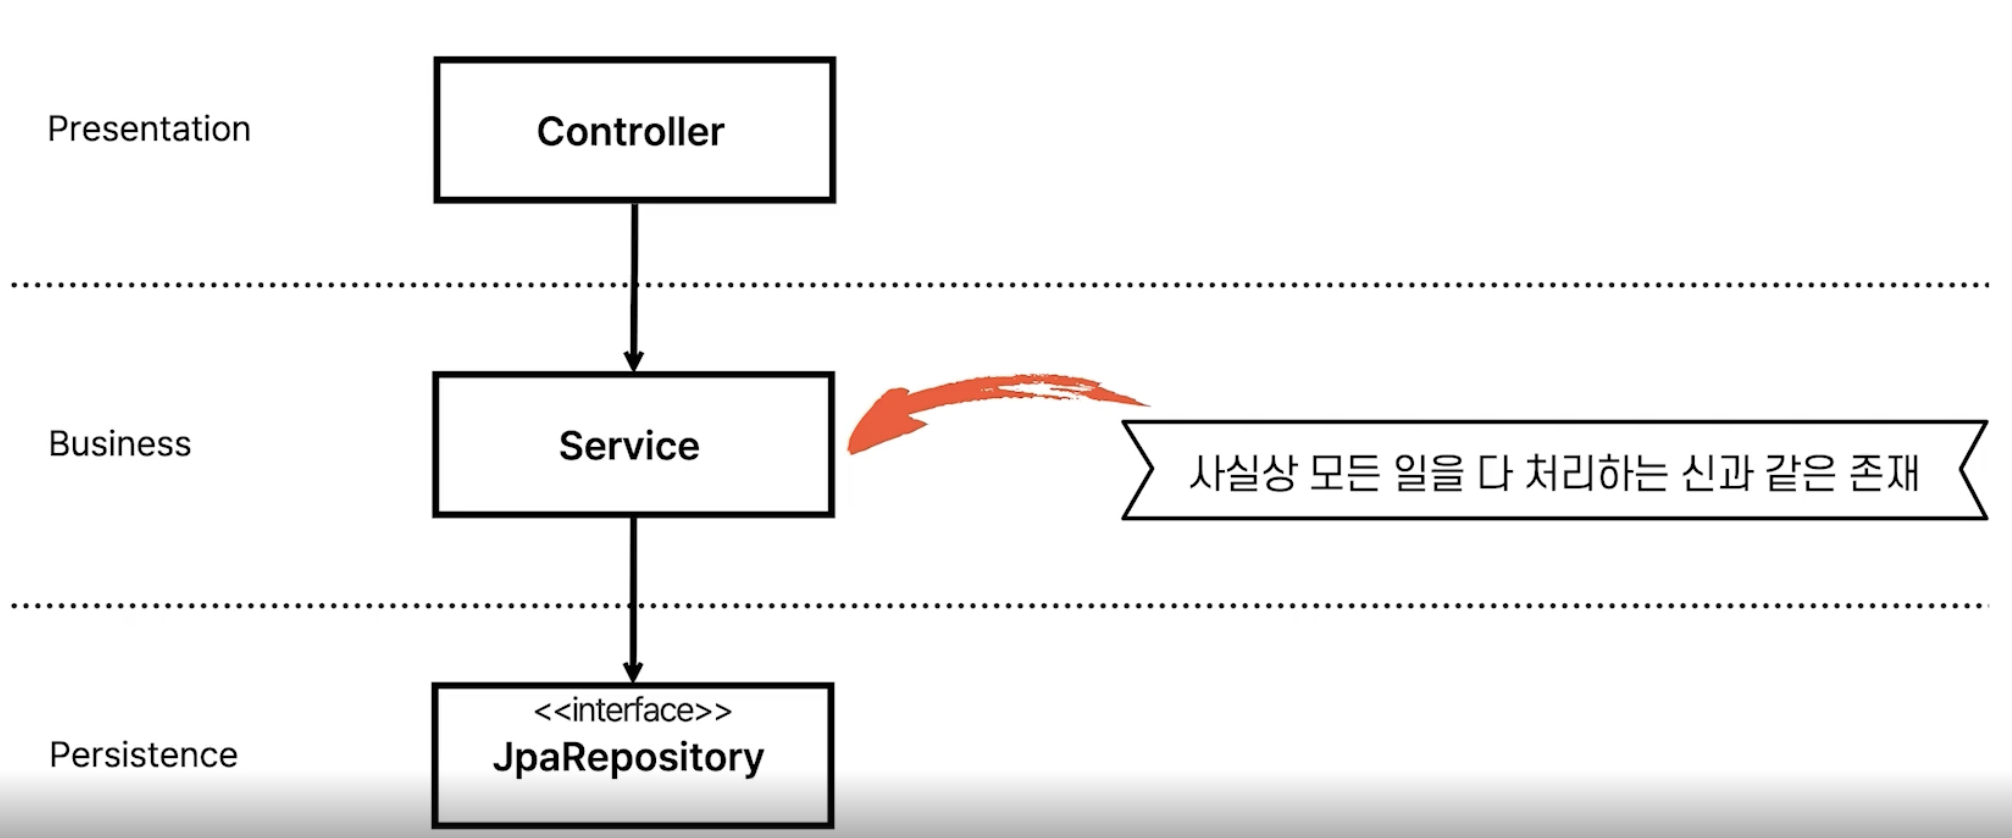 Presentation
Controller
Business
Service
사실상 모든 일을 다 처리하는 신과 같은 존재
Persistence
<<interface>>
JpaRepository